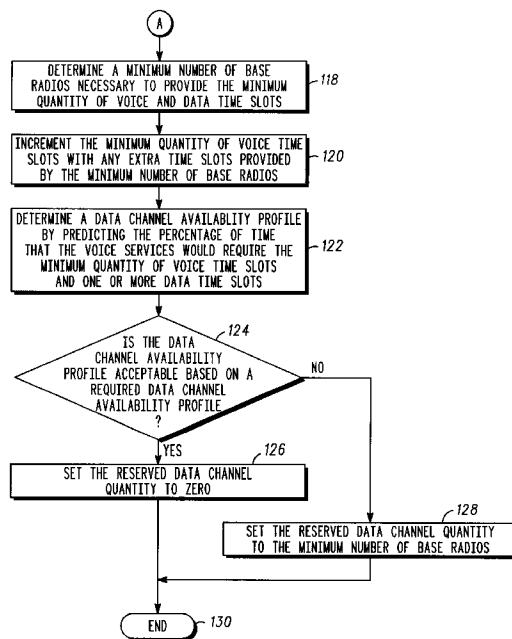 A
DETERMINE A MINIMUM NUMBER OF BASE
RADIOS NECESSARY TO PROVIDE THE MINIMUM
QUANTITY OF VOICE AND DATA TIME SLOTS
118
INCREMENT THE MINIMUM QUANTITY OF VOICE TIME
SLOTS WITH ANY EXTRA TIME SLOTS PROVIDED
BY THE MINIMUM NUMBER OF BASE RADIOS
120
DETERMINE A DATA CHANNEL AVAILABLITY PROFILE
BY PREDICTING THE PERCENTAGE OF TIME
THAT THE VOICE SERVICES WOULD REQUIRE THE
MINIMUM QUANTITY OF VOICE TIME SLOTS
AND ONE OR MORE DATA TIME SLOTS
122
124
IS THE DATA
CHANNEL AVAILABILITY
PROFILE ACCEPTABLE BASED ON A
REQUIRED DATA CHANNEL
AVAILABILITY PROFILE
?
NO
YES
126
SET THE RESERVED DATA CHANNEL
QUANTITY TO ZERO
128
SET THE RESERVED DATA CHANNEL QUANTITY
TO THE MINIMUM NUMBER OF BASE RADIOS
END
130